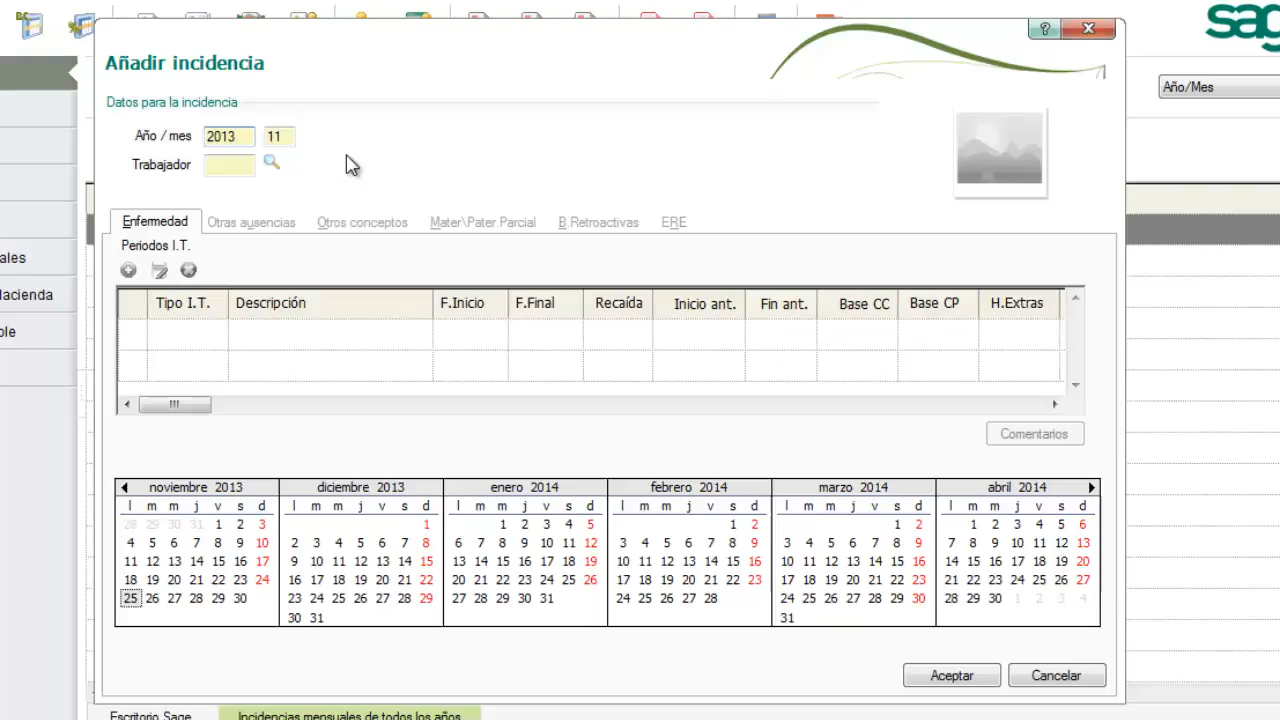 sag
Añadir incidencia
Datos para la incidencia
Año/Mes
Año / mes 2013 11
Trabajador
Enfermedad Otras ausencias Otros conceptos Mater\Pater.Parcial B.Retroactivas ERE
Periodos I.T.
ales
Hacienda
ole
Tipo I.T. Descripción F.Inicio F.Final Recaída Inicio ant. Fin ant. Base CC Base CP H.Extras
Comentarios
noviembre 2013 diciembre 2013 enero 2014 febrero 2014 marzo 2014 abril 2014
l m m j v s d l m m j v s d l m m j v s d l m m j v s d l m m j v s d l m m j v s d
28 29 30 31 1 2 3 1 1 2 3 4 5 1 2 1 2 1 2 3 4 5 6
4 5 6 7 8 9 10 2 3 4 5 6 7 8 6 7 8 9 10 11 12 3 4 5 6 7 8 9 3 4 5 6 7 8 9 7 8 9 10 11 12 13
11 12 13 14 15 16 17 9 10 11 12 13 14 15 13 14 15 16 17 18 19 10 11 12 13 14 15 16 10 11 12 13 14 15 16 14 15 16 17 18 19 20
18 19 20 21 22 23 24 16 17 18 19 20 21 22 20 21 22 23 24 25 26 17 18 19 20 21 22 23 17 18 19 20 21 22 23 21 22 23 24 25 26 27
25 26 27 28 29 30 23 24 25 26 27 28 29 27 28 29 30 31 24 25 26 27 28 24 25 26 27 28 29 30 28 29 30 1 2 3 4
30 31 31
Aceptar Cancelar
Escritorio Sage Incidencias mensuales de todos los años